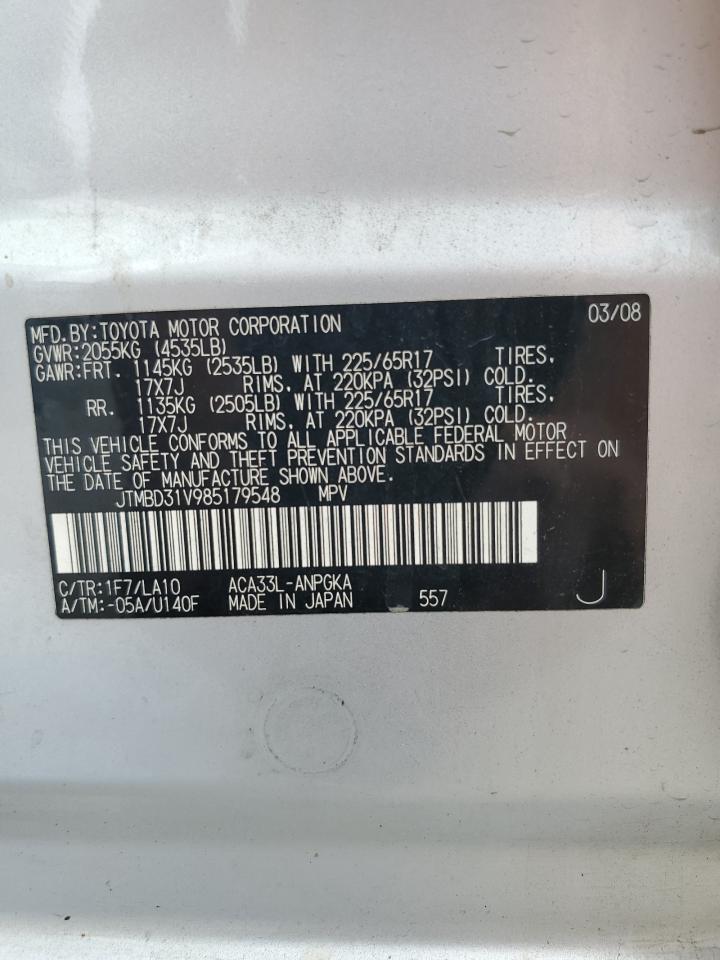 MFD.BY:TOYOTA MOTOR CORPORATION 03/08
GVWR:2055KG (4535LB)
GAWR:FRT. 1145KG (2535LB) WITH 225/65R17 TIRES,
17X7J RIMS, AT 220KPA (32PSI) COLD.
RR. 1135KG (2505LB) WITH 225/65R17 TIRES,
17X7J RIMS, AT 220KPA (32PSI) COLD.
THIS VEHICLE CONFORMS TO ALL APPLICABLE FEDERAL MOTOR
VEHICLE SAFETY AND THEFT PREVENTION STANDARDS IN EFFECT ON
THE DATE OF MANUFACTURE SHOWN ABOVE.
JTMBD31V985179548 MPV
C/TR:1F7/LA10 ACA33L-ANPGKA
A/TM:-05A/U140F MADE IN JAPAN 557 J